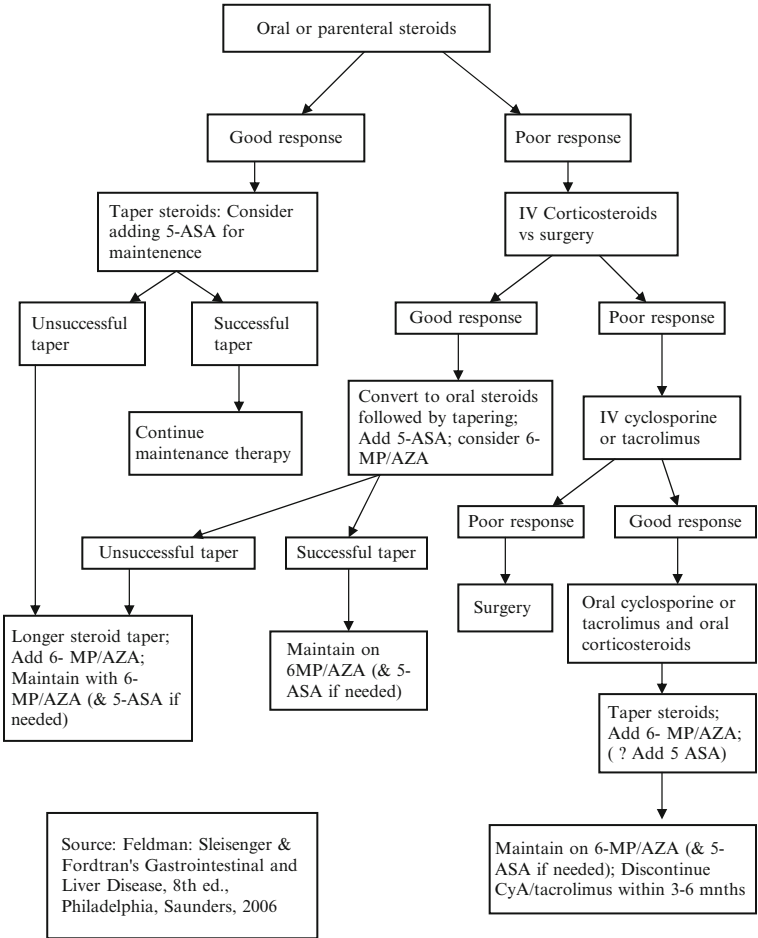 Oral or parenteral steroids
Good response
Poor response
Taper steroids: Consider
adding 5-ASA for
maintenence
IV Corticosteroids
vs surgery
Unsuccessful
taper
Successful
taper
Good response
Poor response
Continue
maintenance therapy
Convert to oral steroids
followed by tapering;
Add 5-ASA; consider 6-
MP/AZA
IV cyclosporine
or tacrolimus
Poor response
Good response
Unsuccessful taper
Successful taper
Surgery
Oral cyclosporine or
tacrolimus and oral
corticosteroids
Longer steroid taper;
Add 6- MP/AZA;
Maintain with 6-
MP/AZA (& 5-ASA if
needed)
Maintain on
6MP/AZA (& 5-
ASA if needed)
Taper steroids;
Add 6- MP/AZA;
( ? Add 5 ASA)
Source: Feldman: Sleisenger &
Fordtran's Gastrointestinal and
Liver Disease, 8th ed.,
Philadelphia, Saunders, 2006
Maintain on 6-MP/AZA (& 5-
ASA if needed); Discontinue
CyA/tacrolimus within 3-6 mnths